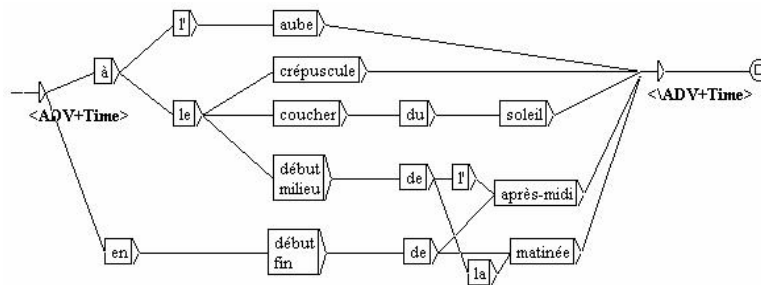 l' aube
à crépuscule
<ADV+Time> <\ADV+Time>
le coucher du soleil
début
milieu de l' après-midi
en début
fin de matinée
la